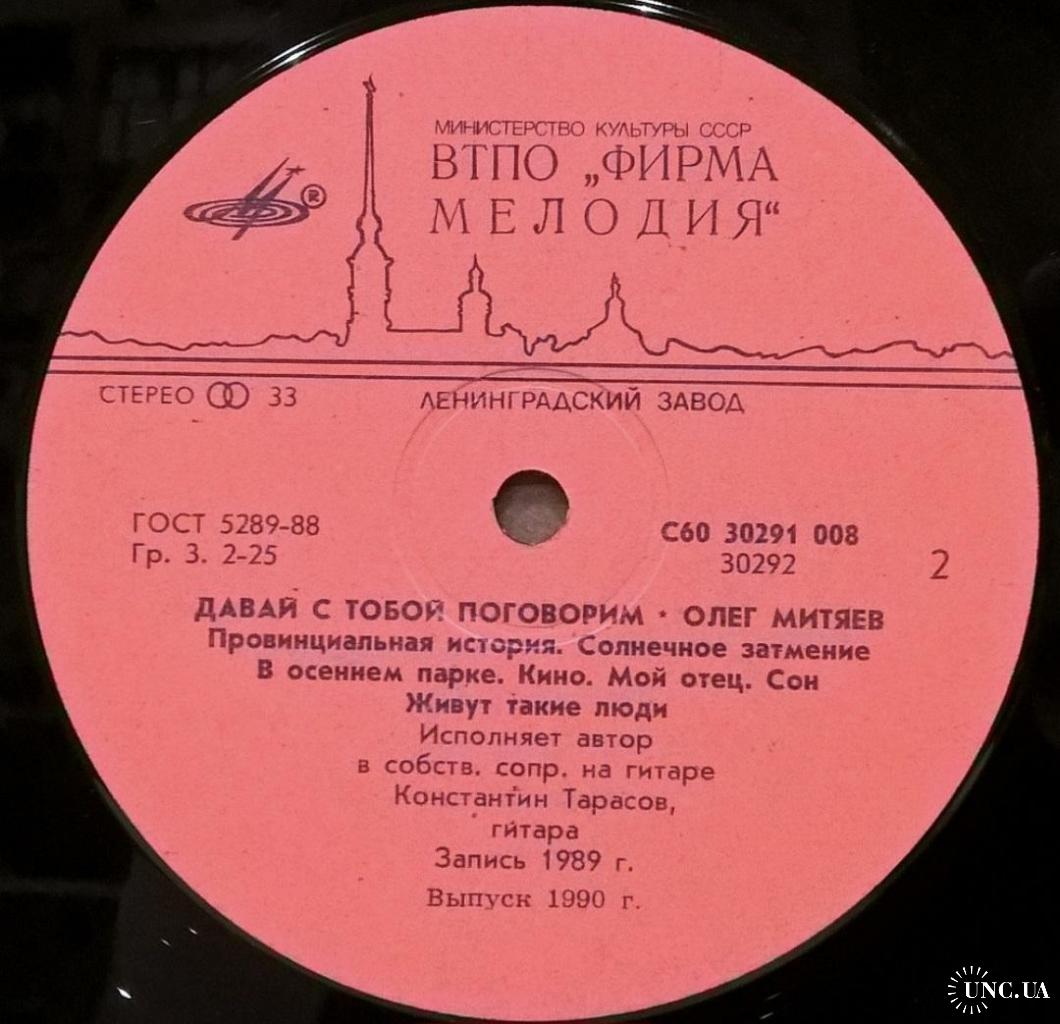 МИНИСТЕРСТВО КУЛЬТУРЫ СССР
ВТПО „ФИРМА
МЕЛОДИЯ“
®
СТЕРЕО 33
ЛЕНИНГРАДСКИЙ ЗАВОД
ГОСТ 5289-88
Гр. 3. 2-25
С60 30291 008
30292
2
ДАВАЙ С ТОБОЙ ПОГОВОРИМ · ОЛЕГ МИТЯЕВ
Провинциальная история. Солнечное затмение
В осеннем парке. Кино. Мой отец. Сон
Живут такие люди
Исполняет автор
в собств. сопр. на гитаре
Константин Тарасов,
гитара
Запись 1989 г.
Выпуск 1990 г.
UNC.UA